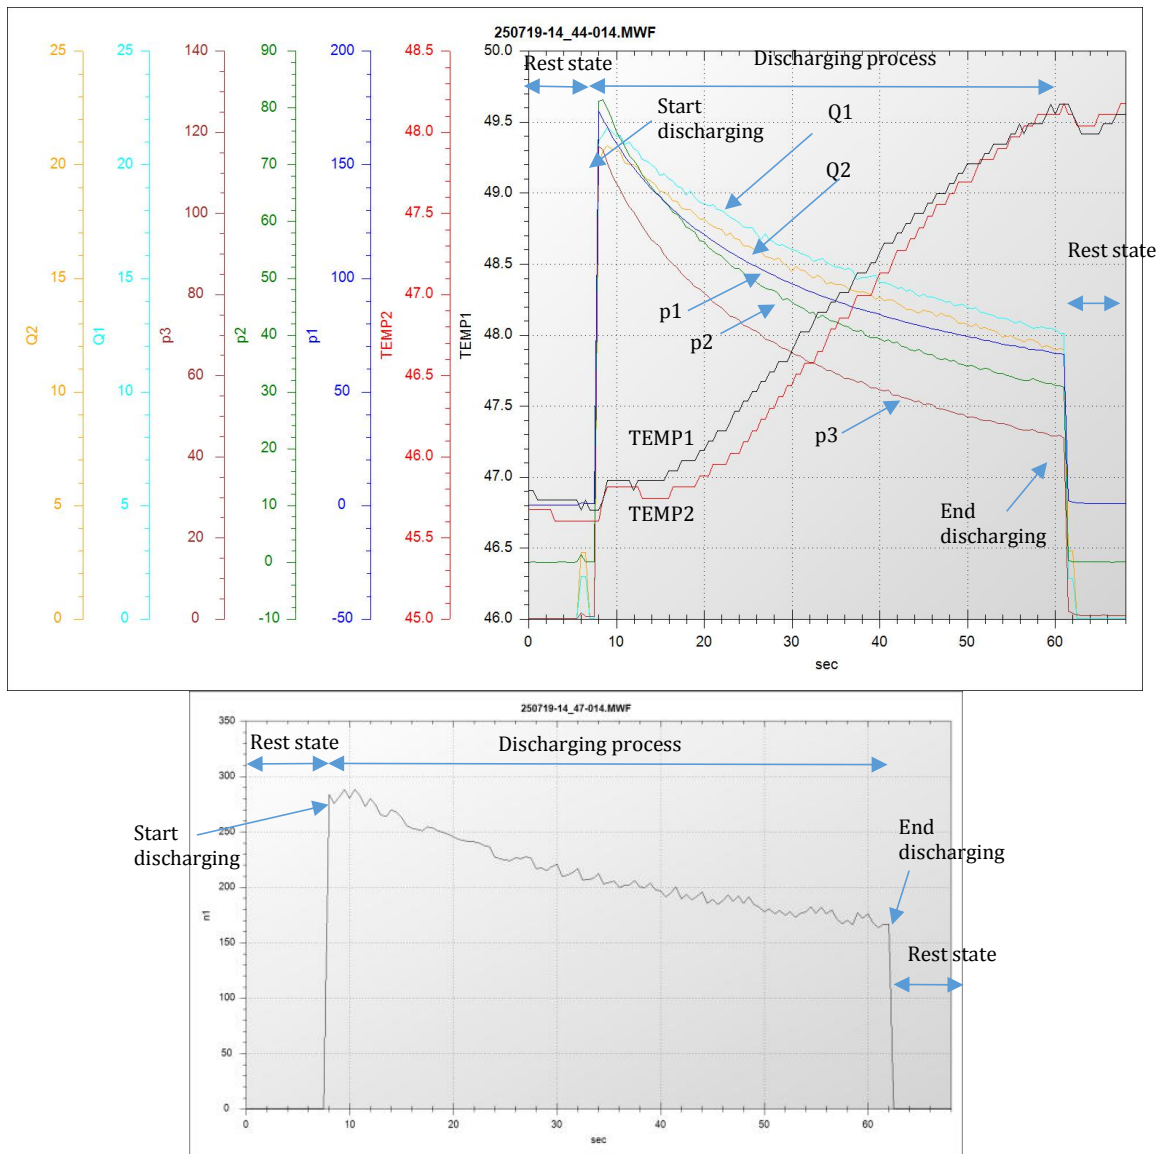 250719-14_44-014.MWF
25 25 140 90 200 48.5 50.0
Rest state
Discharging process
Start
discharging
Q1
Q2
20 20 120 80 150 48.0 49.5
100 70 47.5 49.0
60
15 15 80 50 100 47.0 48.5
Rest state
Q2 Q1 p3 p2 p1 TEMP2 TEMP1
40 48.0
p1
p2
10 10 60 30 50 46.5 47.5
p3
TEMP1
40 20 46.0 47.0
5 5 10 0 45.5 46.5
TEMP2
End
discharging
20 0
0 0 0 -10 -50 45.0 46.0
0 10 20 30 40 50 60
sec
250719-14_47-014.MWF
350
Rest state
Discharging process
300
Start
discharging
250
End
discharging
200
n1
150
Rest state
100
50
0
0 10 20 30 40 50 60
sec